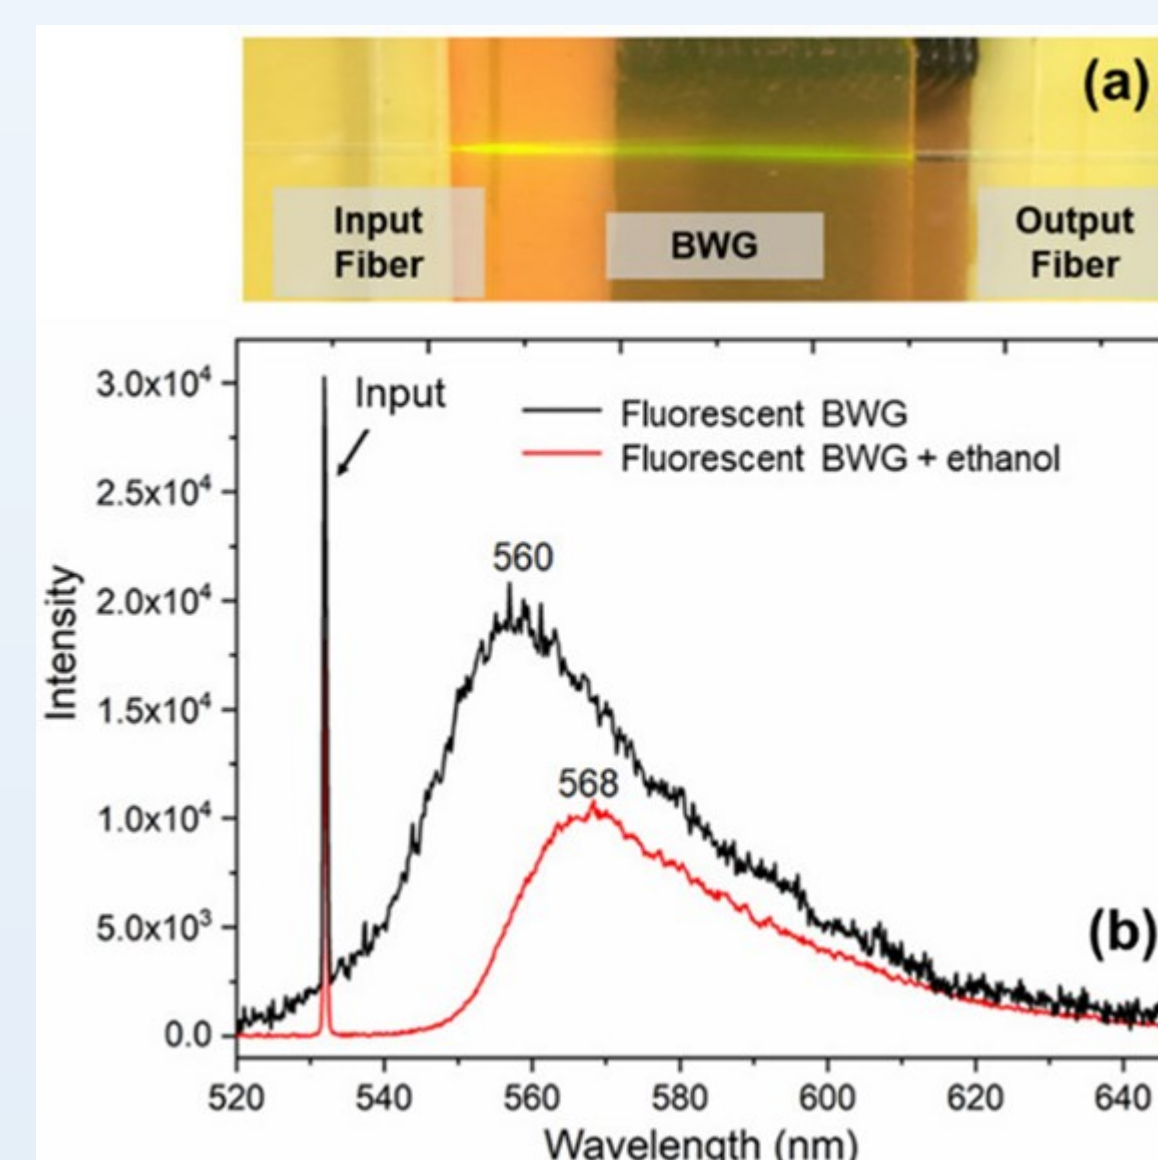 (a)
Input
Fiber
BWG
Output
Fiber
Input
Fluorescent BWG
Fluorescent BWG + ethanol
560
568
(b)
Intensity
3.0x10⁴
2.5x10⁴
2.0x10⁴
1.5x10⁴
1.0x10⁴
5.0x10³
0.0
520 540 560 580 600 620 640
Wavelength (nm)